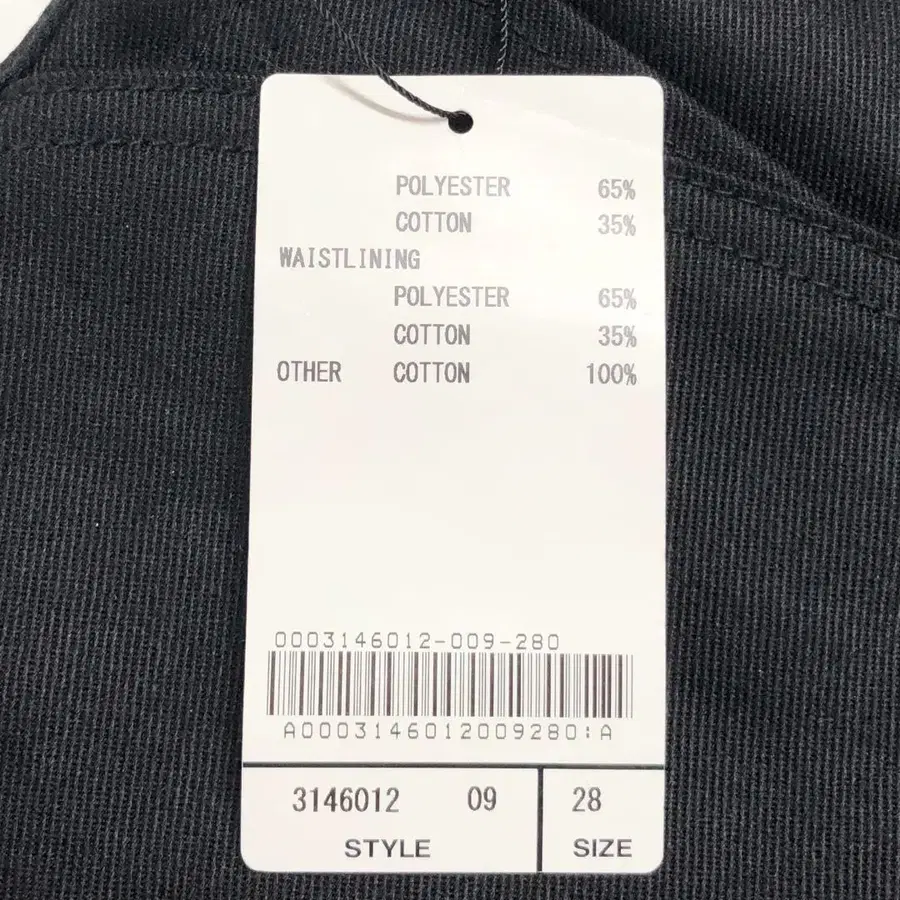 POLYESTER 65%
COTTON 35%
WAISTLINING
POLYESTER 65%
COTTON 35%
OTHER COTTON 100%
0003146012-009-280
A0003146012009280:A
3146012 09 28
STYLE SIZE